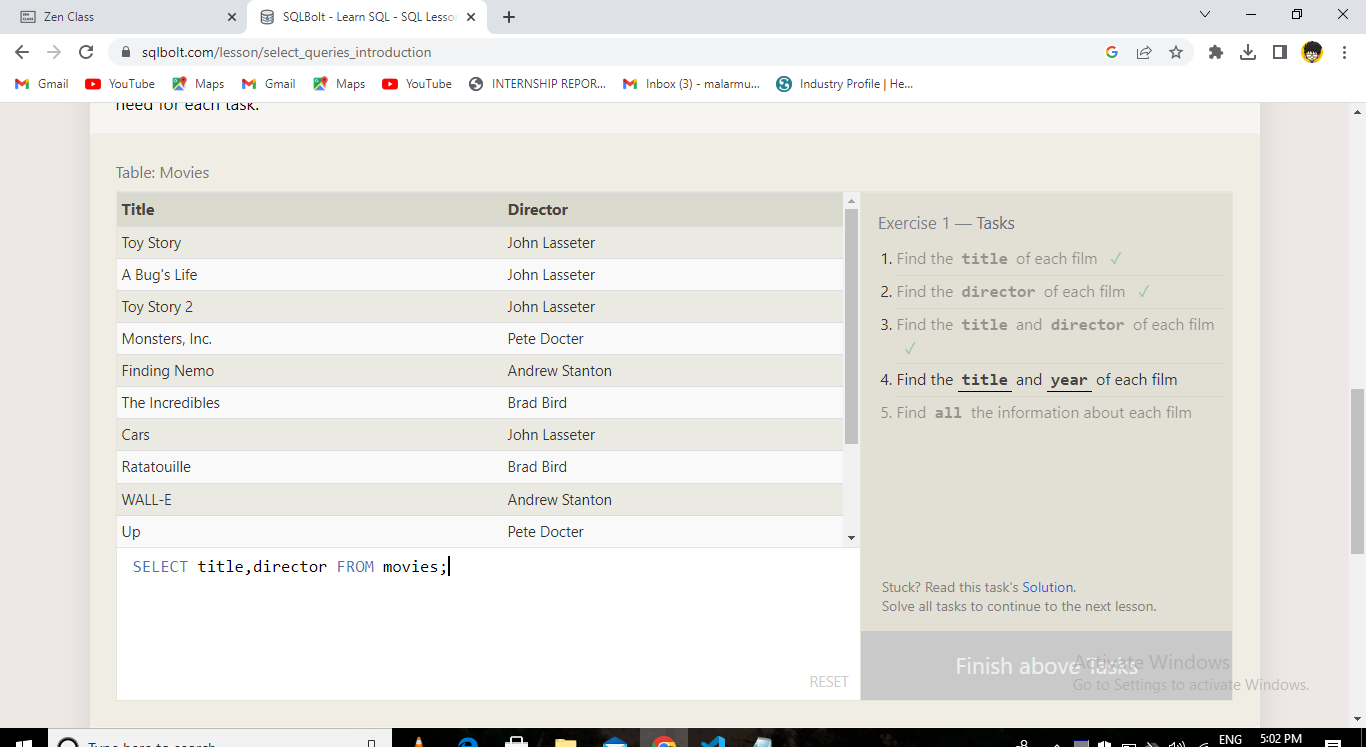 Zen Class
SQLBolt - Learn SQL - SQL Lesson
sqlbolt.com/lesson/select_queries_introduction
Gmail YouTube Maps Gmail Maps YouTube INTERNSHIP REPOR... Inbox (3) - malarmu... Industry Profile | He...
need for each task.
Table: Movies
Title Director
Toy Story John Lasseter
A Bug's Life John Lasseter
Toy Story 2 John Lasseter
Monsters, Inc. Pete Docter
Finding Nemo Andrew Stanton
The Incredibles Brad Bird
Cars John Lasseter
Ratatouille Brad Bird
WALL-E Andrew Stanton
Up Pete Docter
SELECT title,director FROM movies;
RESET
Exercise 1 — Tasks
1. Find the title of each film ✓
2. Find the director of each film ✓
3. Find the title and director of each film
✓
4. Find the title and year of each film
5. Find all the information about each film
Stuck? Read this task's Solution.
Solve all tasks to continue to the next lesson.
Finish above Tasks
Activate Windows
Go to Settings to activate Windows.
Type here to search
ENG 5:02 PM